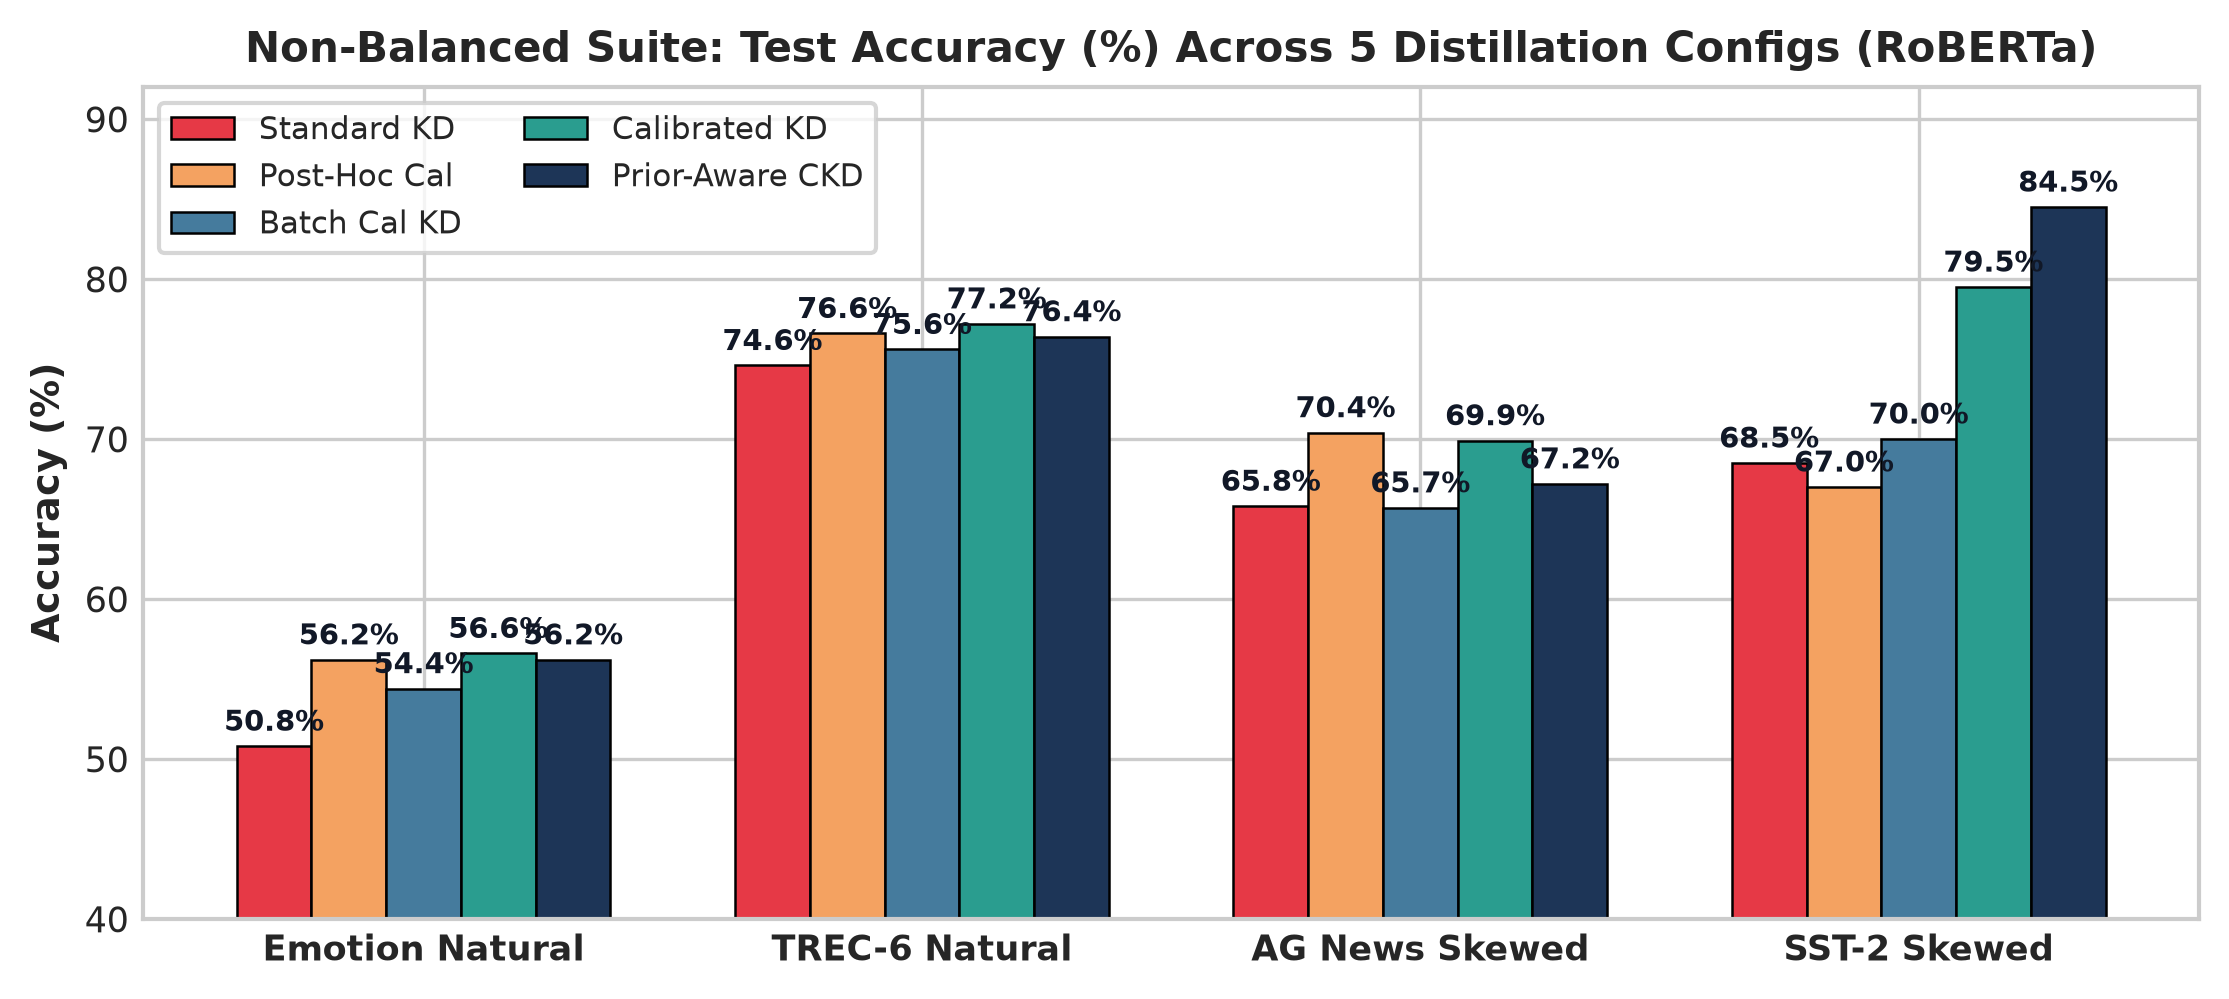 Non-Balanced Suite: Test Accuracy (%) Across 5 Distillation Configs (RoBERTa)
Standard KD
Post-Hoc Cal
Batch Cal KD
Calibrated KD
Prior-Aware CKD
Accuracy (%)
90
80
70
60
50
40
50.8%
56.2%
54.4%
56.6%
56.2%
74.6%
76.6%
75.6%
77.2%
76.4%
65.8%
70.4%
65.7%
69.9%
67.2%
68.5%
67.0%
70.0%
79.5%
84.5%
Emotion Natural
TREC-6 Natural
AG News Skewed
SST-2 Skewed